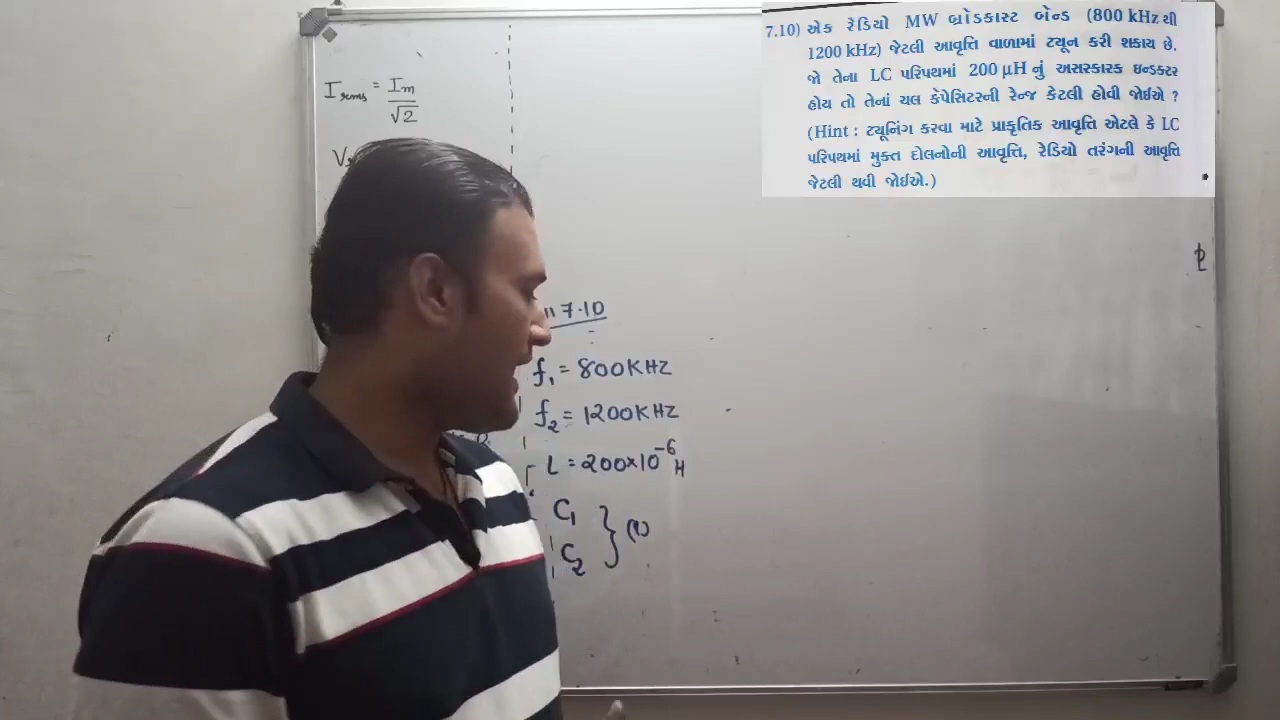 7.10) એક રેડિયો MW બ્રોડકાસ્ટ બેન્ડ (800 kHz થી
1200 kHz) જેટલી આવૃત્તિ વાળામાં ટ્યૂન કરી શકાય છે.
જો તેના LC પરિપથમાં 200 μH નું અસરકારક ઇન્ડક્ટર
હોય તો તેનાં ચલ કૅપેસિટરની રેન્જ કેટલી હોવી જોઈએ ?
(Hint : ટ્યૂનિંગ કરવા માટે પ્રાકૃતિક આવૃત્તિ એટલે કે LC
પરિપથમાં મુક્ત દોલનોની આવૃત્તિ, રેડિયો તરંગની આવૃત્તિ
જેટલી થવી જોઈએ.)
I rms = Im
√2
7.10
f₁ = 800KHZ
f₂ = 1200KHZ
L = 200×10⁻⁶ H
C₁
C₂ } (?)